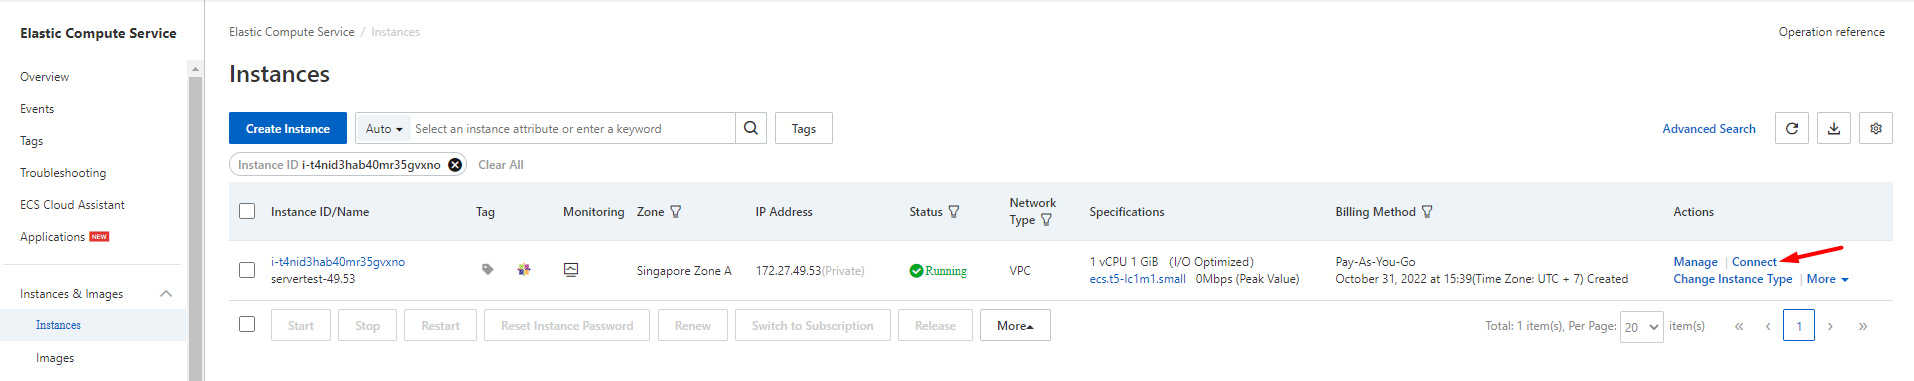 Elastic Compute Service
Overview
Events
Tags
Troubleshooting
ECS Cloud Assistant
Applications NEW
Instances & Images
Instances
Images
Elastic Compute Service / Instances
Operation reference
Instances
Create Instance Auto Select an instance attribute or enter a keyword Tags Advanced Search
Instance ID i-t4nid3hab40mr35gvxno Clear All
Instance ID/Name Tag Monitoring Zone IP Address Status Network Type Specifications Billing Method Actions
i-t4nid3hab40mr35gvxno
servertest-49.53
Singapore Zone A
172.27.49.53(Private)
Running
VPC
1 vCPU 1 GiB (I/O Optimized)
ecs.t5-lc1m1.small 0Mbps (Peak Value)
Pay-As-You-Go
October 31, 2022 at 15:39(Time Zone: UTC + 7) Created
Manage | Connect
Change Instance Type | More
Start Stop Restart Reset Instance Password Renew Switch to Subscription Release More
Total: 1 item(s), Per Page: 20 item(s) « ‹ 1 › »